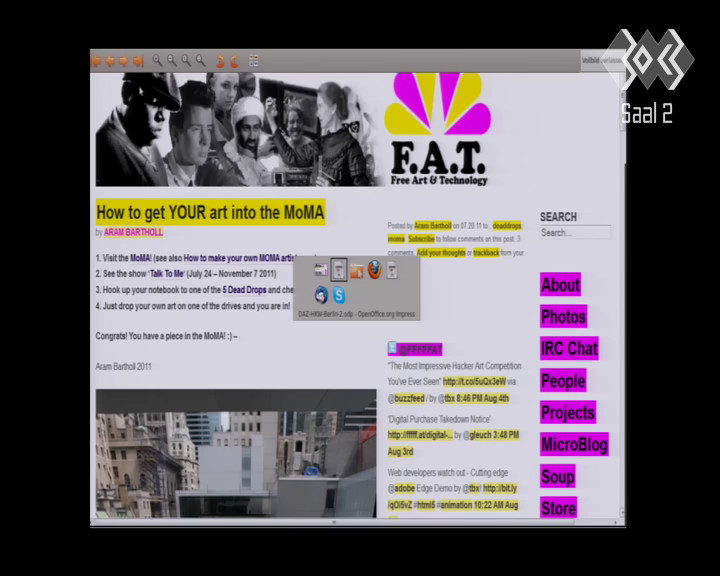 Vollbild verlassen
Saal 2
F.A.T.
Free Art & Technology
How to get YOUR art into the MoMA
by ARAM BARTHOLL
1. Visit the MoMA! (see also How to make your own MOMA artis
2. See the show 'Talk To Me' (July 24 – November 7 2011)
3. Hook up your notebook to one of the 5 Dead Drops and che
4. Just drop your own art on one of the drives and you are in!
Congrats! You have a piece in the MoMA! :) –
Aram Bartholl 2011
Posted by Aram Bartholl on 07.20.11 to , deaddrops
moma. Subscribe to follow comments on this post. 3
comments. Add your thoughts or trackback from your
DAZ-HKW-Berlin-2.odp - OpenOffice.org Impress
@FFFFFAT
"The Most Impressive Hacker Art Competition
You've Ever Seen" http://t.co/5uQx3eW via
@buzzfeed / by @tbx 8:46 PM Aug 4th
'Digital Purchase Takedown Notice'
http://fffff.at/digital-... by @gleuch 3:48 PM
Aug 3rd
Web developers watch out - Cutting edge
@adobe Edge Demo by @tbx! http://bit.ly
/qOi5vZ #html5 #animation 10:22 AM Aug
SEARCH
Search...
About
Photos
IRC Chat
People
Projects
MicroBlog
Soup
Store